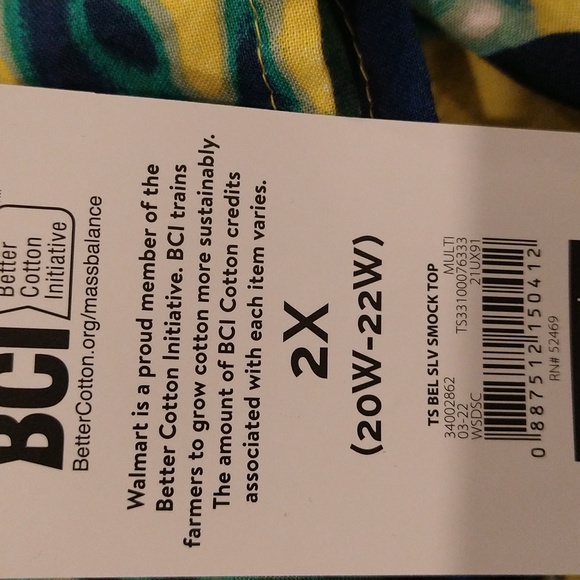 BCI
Better
Cotton
Initiative
BetterCotton.org/massbalance
Walmart is a proud member of the
Better Cotton Initiative. BCI trains
farmers to grow cotton more sustainably.
The amount of BCI Cotton credits
associated with each item varies.
2X
(20W-22W)
TS BEL SLV SMOCK TOP
34002862 TS33100076333
03-22 MULTI
WSDSC 21UX91
0 887512 150412
RN# 52469